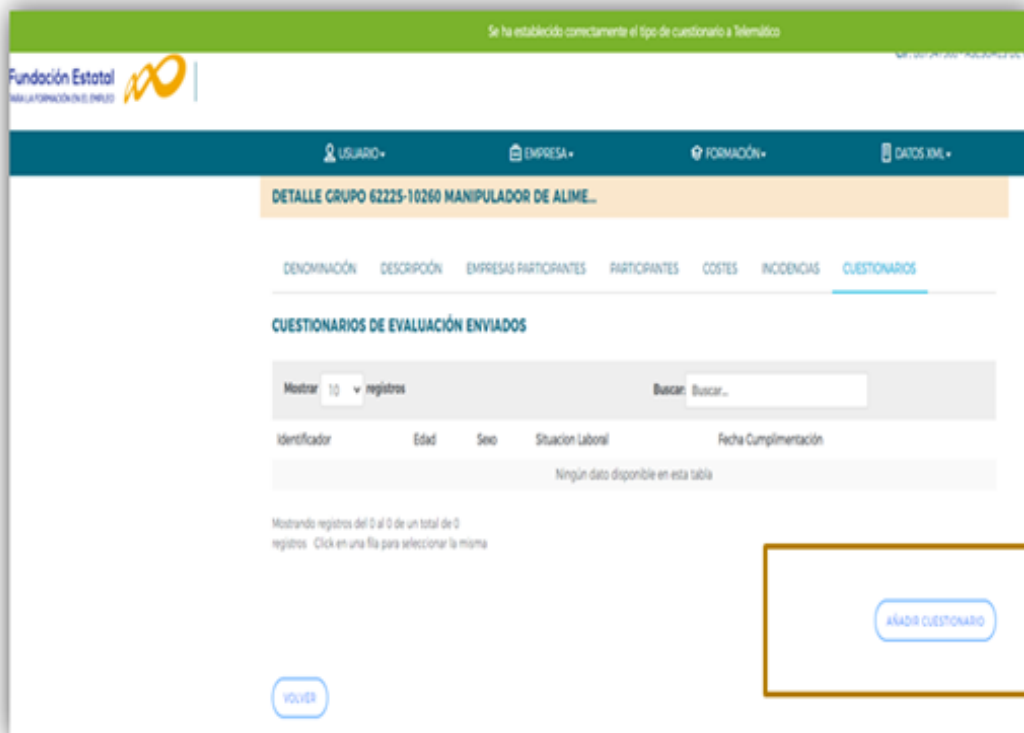 Se ha establecido correctamente el tipo de cuestionario a Telemático
Fundación Estatal
PARA LA FORMACIÓN EN EL EMPLEO
USUARIO
EMPRESA
FORMACIÓN
DATOS XML
DETALLE GRUPO 62225-10260 MANIPULADOR DE ALIME...
DENOMINACIÓN DESCRIPCIÓN EMPRESAS PARTICIPANTES PARTICIPANTES COSTES INCIDENCIAS CUESTIONARIOS
CUESTIONARIOS DE EVALUACIÓN ENVIADOS
Mostrar 10 registros Buscar: Buscar...
Identificador Edad Sexo Situacion Laboral Fecha Cumplimentación
Ningún dato disponible en esta tabla
Mostrando registros del 0 al 0 de un total de 0
registros Click en una fila para seleccionar la misma
AÑADIR CUESTIONARIO
VOLVER